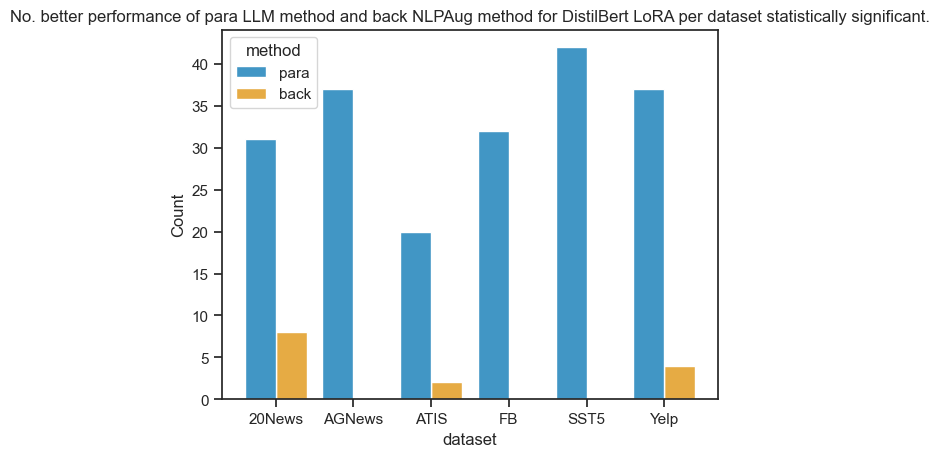 No. better performance of para LLM method and back NLPAug method for DistilBert LoRA per dataset statistically significant.
method
para
back
40
35
30
25
20
15
10
5
0
Count
20News AGNews ATIS FB SST5 Yelp
dataset